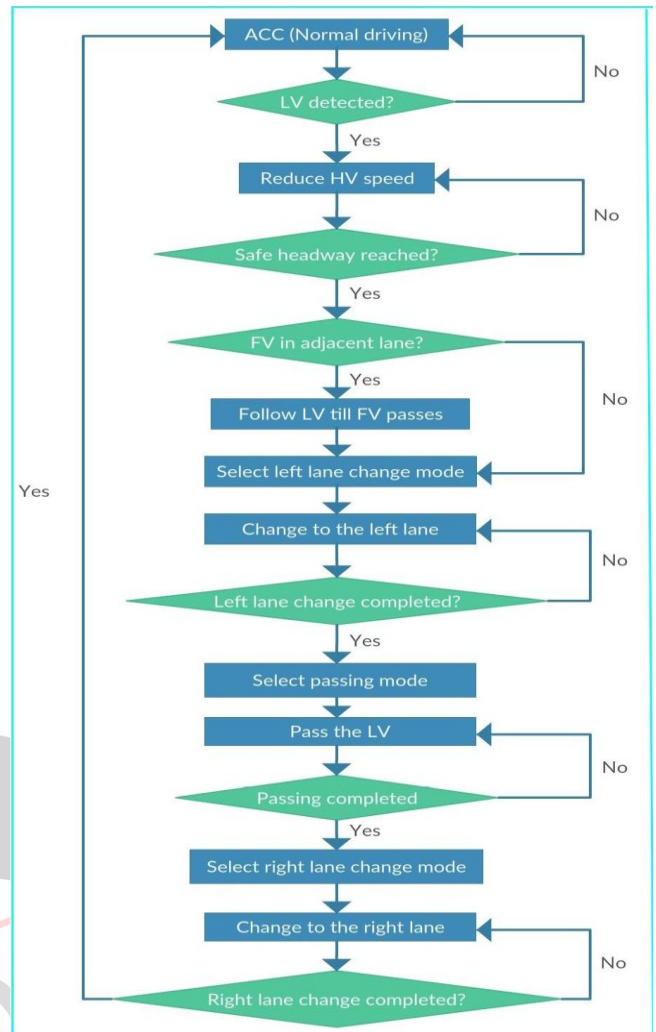 ACC (Normal driving)
No
LV detected?
Yes
Reduce HV speed
No
Safe headway reached?
Yes
FV in adjacent lane?
Yes
No
Follow LV till FV passes
Select left lane change mode
Yes
Change to the left lane
No
Left lane change completed?
Yes
Select passing mode
Pass the LV
No
Passing completed
Yes
Select right lane change mode
Change to the right lane
No
Right lane change completed?